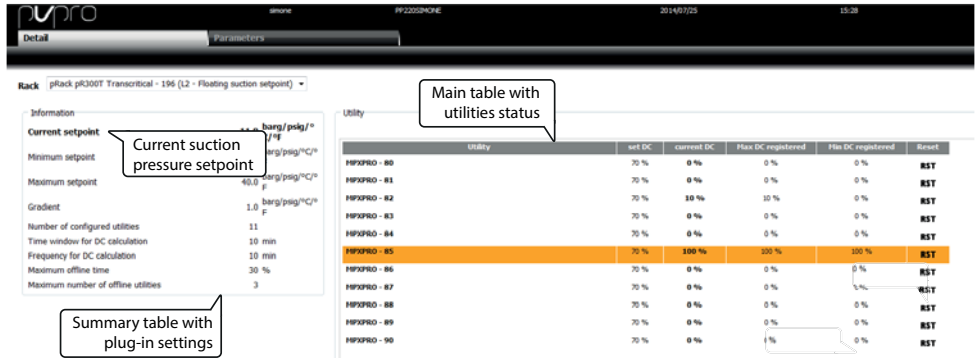 pvpro simone PP220SIMONE 2014/07/25 15:28
Detail Parameters
Rack pRack pR300T Transcritical - 196 (L2 - Floating suction setpoint)
Main table with
utilities status
Information
Utility
Current setpoint barg/psig/°C/°F
Current suction
pressure setpoint
Minimum setpoint barg/psig/°C/°
Maximum setpoint 40.0 barg/psig/°C/°F
Gradient 1.0 barg/psig/°C/°F
Number of configured utilities 11
Time window for DC calculation 10 min
Frequency for DC calculation 10 min
Maximum offline time 30 %
Maximum number of offline utilities 3
Summary table with
plug-in settings
Utility set DC current DC Max DC registered Min DC registered Reset
MPXPRO - 80 70 % 0 % 0 % 0 % RST
MPXPRO - 81 70 % 0 % 0 % 0 % RST
MPXPRO - 82 70 % 10 % 10 % 0 % RST
MPXPRO - 83 70 % 0 % 0 % 0 % RST
MPXPRO - 84 70 % 0 % 0 % 0 % RST
MPXPRO - 85 70 % 100 % 100 % 100 % RST
MPXPRO - 86 70 % 0 % 0 % 0 % RST
MPXPRO - 87 70 % 0 % 0 % % RST
MPXPRO - 88 70 % 0 % 0 % 0 % RST
MPXPRO - 89 70 % 0 % 0 % 0 % RST
MPXPRO - 90 70 % 0 % % 0 % RST